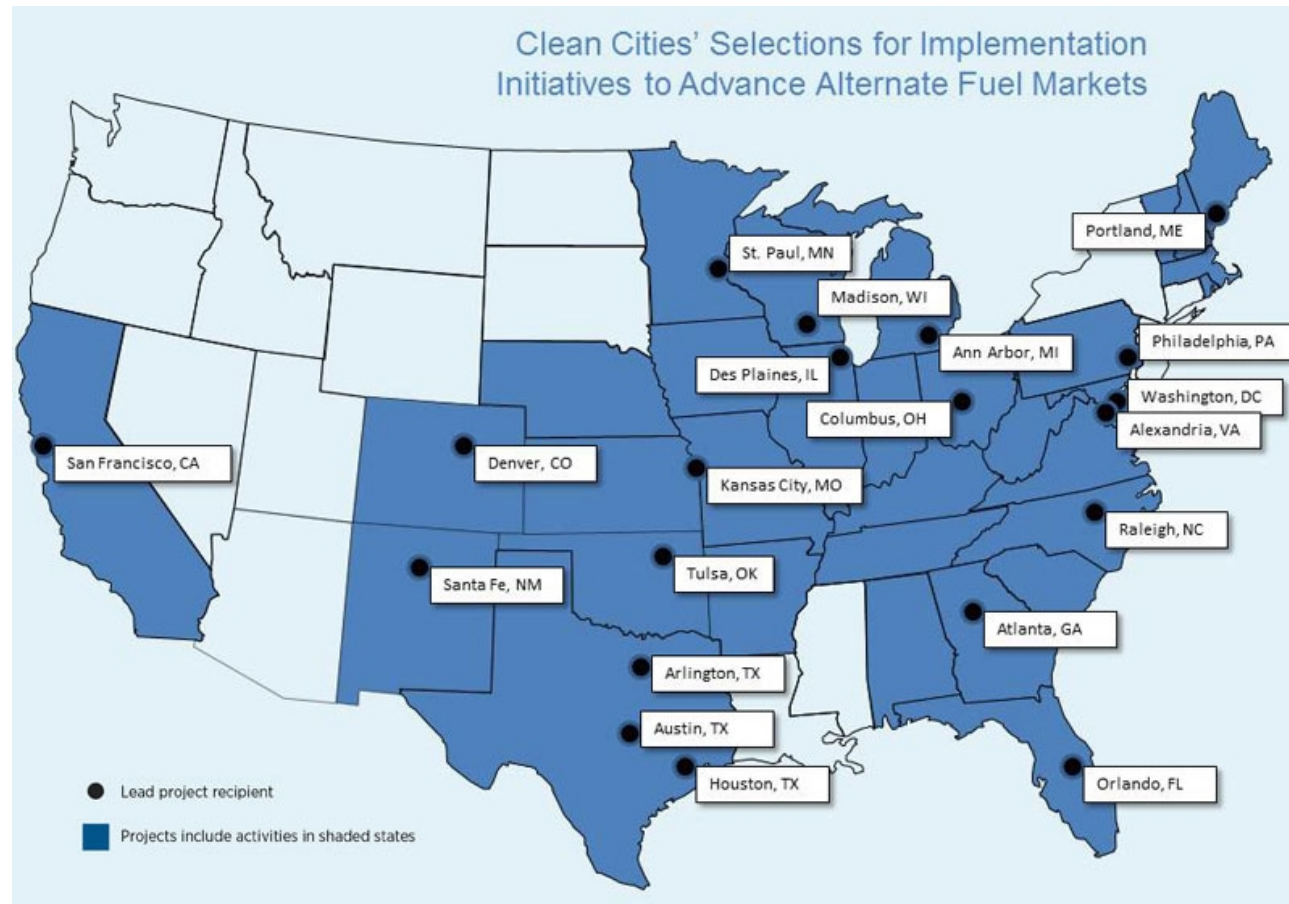 Clean Cities' Selections for Implementation
Initiatives to Advance Alternate Fuel Markets
Portland, ME
St. Paul, MN
Madison, WI
Philadelphia, PA
Ann Arbor, MI
Des Plaines, IL
Washington, DC
Columbus, OH
Alexandria, VA
San Francisco, CA
Denver, CO
Kansas City, MO
Raleigh, NC
Santa Fe, NM
Tulsa, OK
Atlanta, GA
Arlington, TX
Austin, TX
Houston, TX
Orlando, FL
Lead project recipient
Projects include activities in shaded states